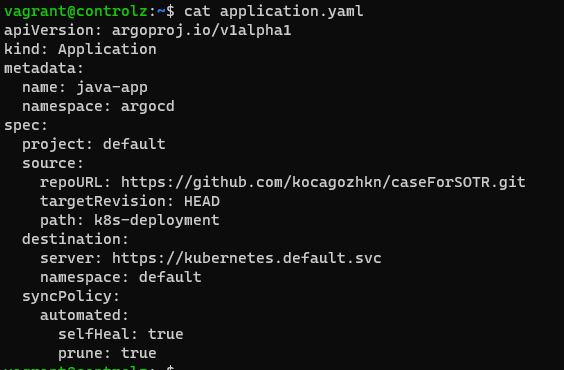 vagrant@controlz:~$ cat application.yaml
apiVersion: argoproj.io/v1alpha1
kind: Application
metadata:
  name: java-app
  namespace: argocd
spec:
  project: default
  source:
    repoURL: https://github.com/kocagozhkn/caseForSOTR.git
    targetRevision: HEAD
    path: k8s-deployment
  destination:
    server: https://kubernetes.default.svc
    namespace: default
  syncPolicy:
    automated:
      selfHeal: true
      prune: true
vagrant@controlz:~$